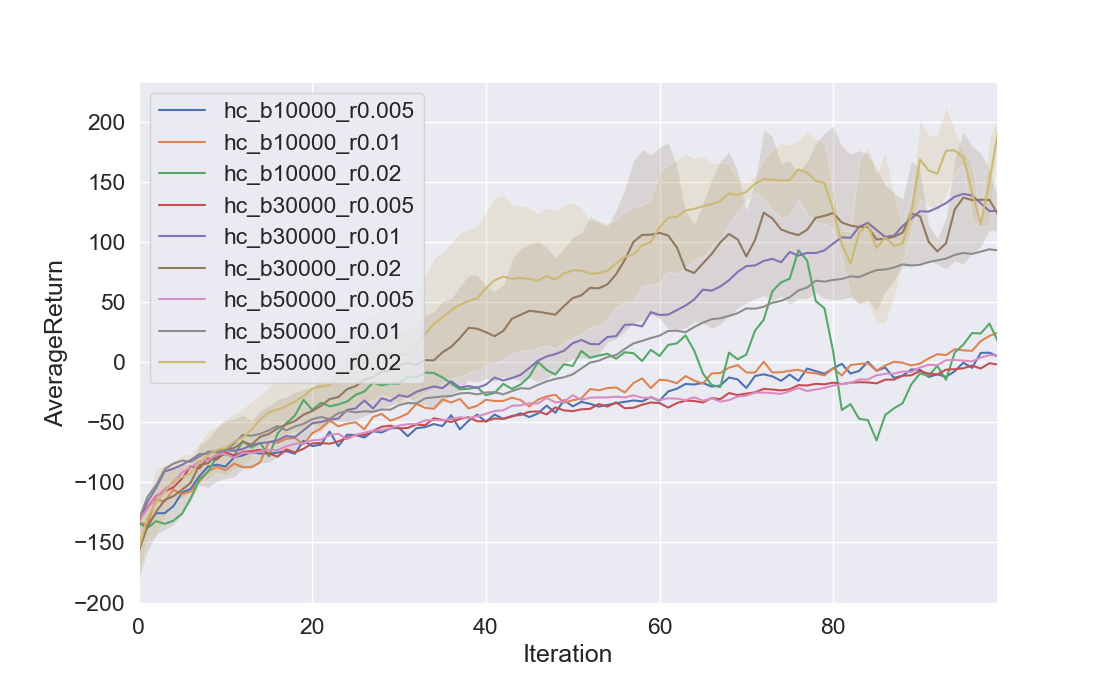 200
150
100
50
0
−50
−100
−150
−200
AverageReturn
hc_b10000_r0.005
hc_b10000_r0.01
hc_b10000_r0.02
hc_b30000_r0.005
hc_b30000_r0.01
hc_b30000_r0.02
hc_b50000_r0.005
hc_b50000_r0.01
hc_b50000_r0.02
0 20 40 60 80
Iteration